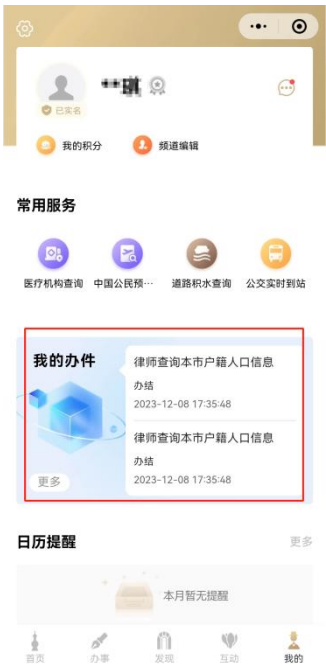 已实名
我的积分
频道编辑
常用服务
医疗机构查询
中国公民预…
道路积水查询
公交实时到站
我的办件
律师查询本市户籍人口信息
办结
2023-12-08 17:35:48
律师查询本市户籍人口信息
办结
2023-12-08 17:35:48
更多
日历提醒
更多
本月暂无提醒
首页
办事
发现
互动
我的